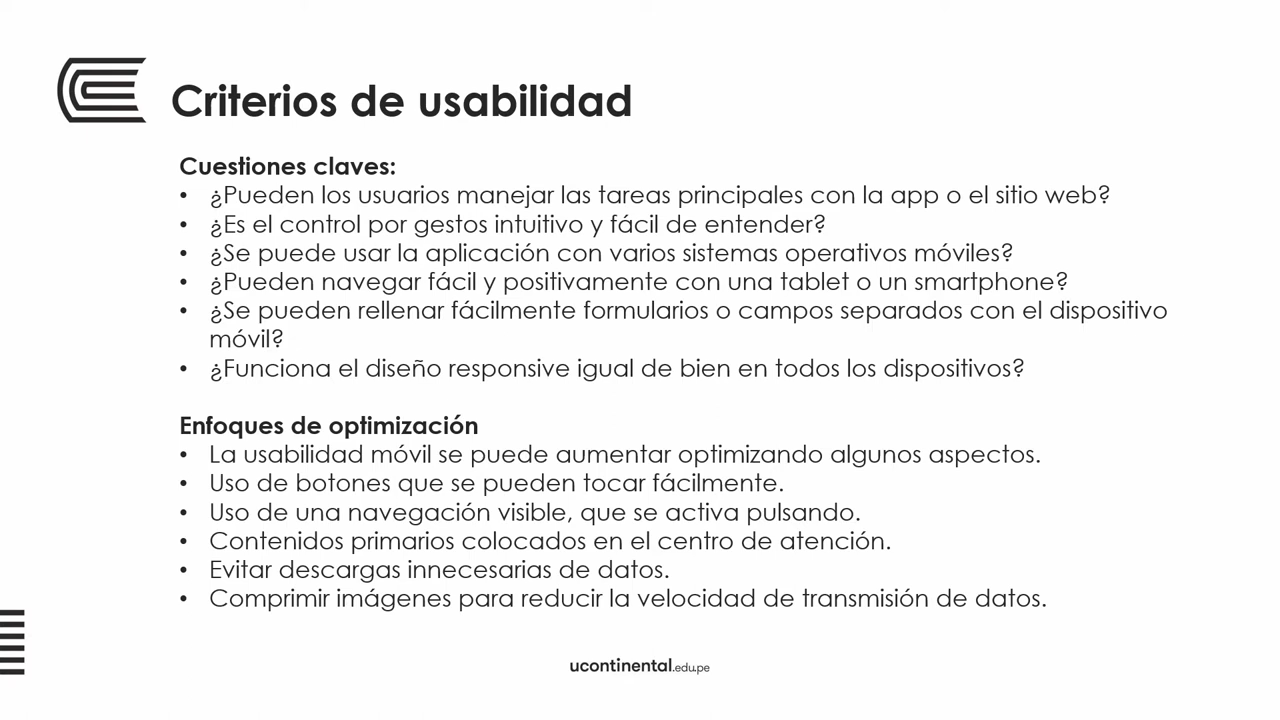 Criterios de usabilidad
Cuestiones claves:
• ¿Pueden los usuarios manejar las tareas principales con la app o el sitio web?
• ¿Es el control por gestos intuitivo y fácil de entender?
• ¿Se puede usar la aplicación con varios sistemas operativos móviles?
• ¿Pueden navegar fácil y positivamente con una tablet o un smartphone?
• ¿Se pueden rellenar fácilmente formularios o campos separados con el dispositivo
móvil?
• ¿Funciona el diseño responsive igual de bien en todos los dispositivos?
Enfoques de optimización
• La usabilidad móvil se puede aumentar optimizando algunos aspectos.
• Uso de botones que se pueden tocar fácilmente.
• Uso de una navegación visible, que se activa pulsando.
• Contenidos primarios colocados en el centro de atención.
• Evitar descargas innecesarias de datos.
• Comprimir imágenes para reducir la velocidad de transmisión de datos.
ucontinental.edu.pe